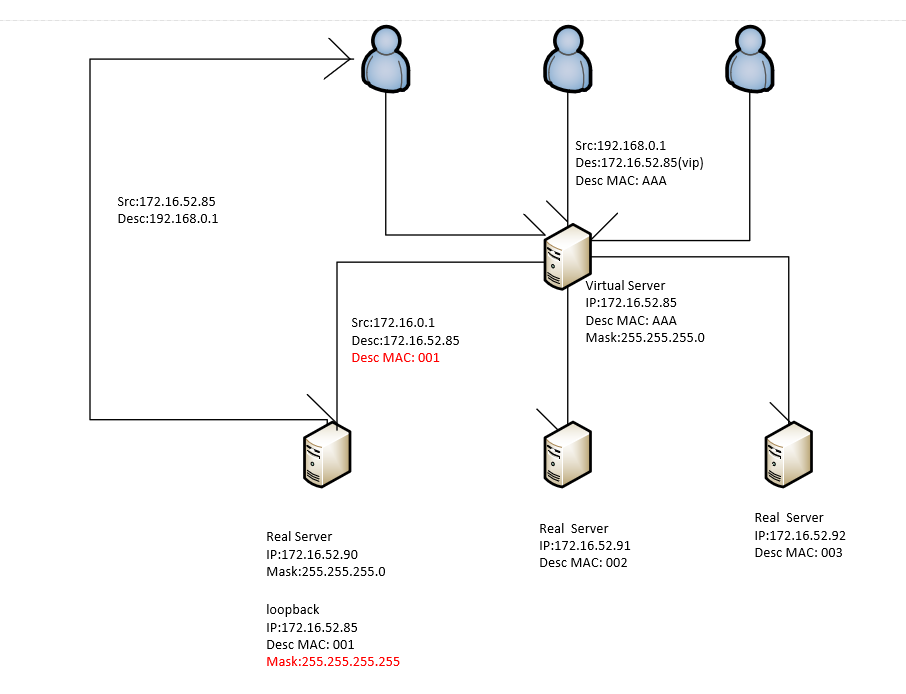 Src:192.168.0.1
Des:172.16.52.85(vip)
Desc MAC: AAA
Src:172.16.52.85
Desc:192.168.0.1
Virtual Server
IP:172.16.52.85
Desc MAC: AAA
Mask:255.255.255.0
Src:172.16.0.1
Desc:172.16.52.85
Desc MAC: 001
Real Server
IP:172.16.52.90
Mask:255.255.255.0
loopback
IP:172.16.52.85
Desc MAC: 001
Mask:255.255.255.255
Real  Server
IP:172.16.52.91
Desc MAC: 002
Real  Server
IP:172.16.52.92
Desc MAC: 003